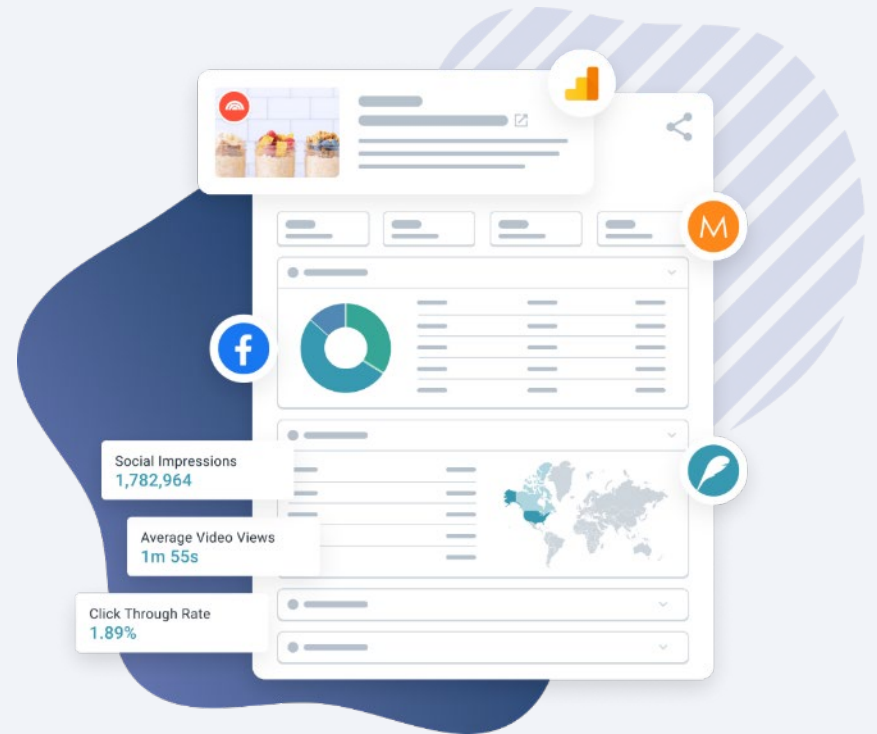 M
f
Social Impressions
1,782,964
Average Video Views
1m 55s
Click Through Rate
1.89%